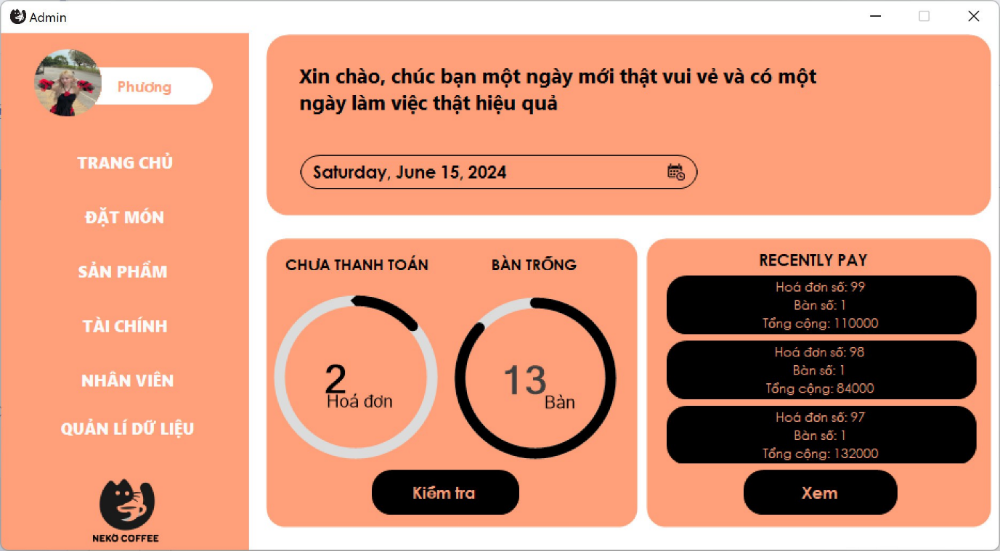 Admin
Phương
TRANG CHỦ
ĐẶT MÓN
SẢN PHẨM
TÀI CHÍNH
NHÂN VIÊN
QUẢN LÍ DỮ LIỆU
NEKO COFFEE
Xin chào, chúc bạn một ngày mới thật vui vẻ và có một
ngày làm việc thật hiệu quả
Saturday, June 15, 2024
CHƯA THANH TOÁN
2
Hoá đơn
BÀN TRỐNG
13
Bàn
Kiểm tra
RECENTLY PAY
Hoá đơn số: 99
Bàn số: 1
Tổng cộng: 110000
Hoá đơn số: 98
Bàn số: 1
Tổng cộng: 84000
Hoá đơn số: 97
Bàn số: 1
Tổng cộng: 132000
Xem